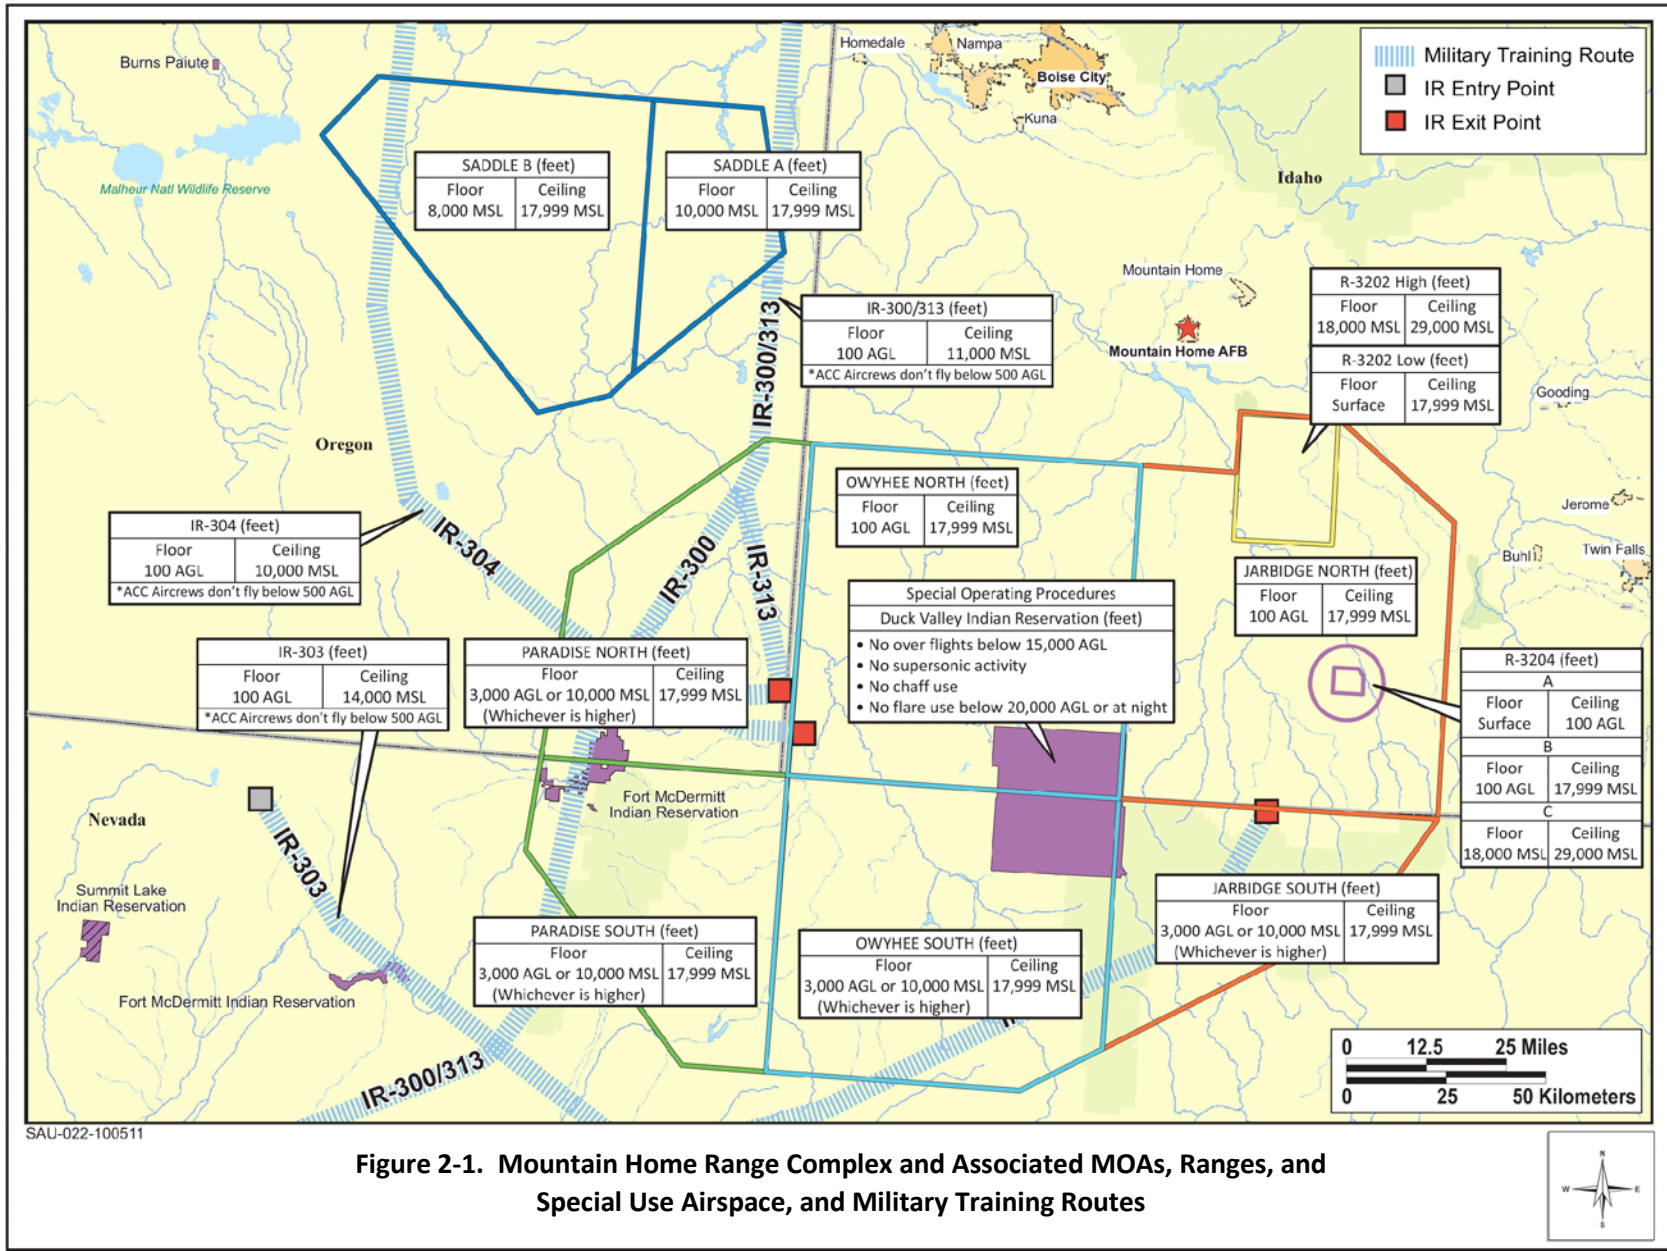 Burns Paiute
Malheur Natl Wildlife Reserve
Homedale
Nampa
Boise City
Kuna
Military Training Route
IR Entry Point
IR Exit Point
Idaho
SADDLE B (feet)
Floor Ceiling
8,000 MSL 17,999 MSL
SADDLE A (feet)
Floor Ceiling
10,000 MSL 17,999 MSL
Mountain Home
Mountain Home AFB
IR-300/313
IR-300/313 (feet)
Floor Ceiling
100 AGL 11,000 MSL
*ACC Aircrews don't fly below 500 AGL
R-3202 High (feet)
Floor Ceiling
18,000 MSL 29,000 MSL
R-3202 Low (feet)
Floor Ceiling
Surface 17,999 MSL
Gooding
Jerome
Buhl
Twin Falls
Oregon
IR-304 (feet)
Floor Ceiling
100 AGL 10,000 MSL
*ACC Aircrews don't fly below 500 AGL
IR-304
IR-300
IR-313
OWYHEE NORTH (feet)
Floor Ceiling
100 AGL 17,999 MSL
JARBIDGE NORTH (feet)
Floor Ceiling
100 AGL 17,999 MSL
Special Operating Procedures
Duck Valley Indian Reservation (feet)
• No over flights below 15,000 AGL
• No supersonic activity
• No chaff use
• No flare use below 20,000 AGL or at night
IR-303 (feet)
Floor Ceiling
100 AGL 14,000 MSL
*ACC Aircrews don't fly below 500 AGL
PARADISE NORTH (feet)
Floor Ceiling
3,000 AGL or 10,000 MSL 17,999 MSL
(Whichever is higher)
R-3204 (feet)
A
Floor Ceiling
Surface 100 AGL
B
Floor Ceiling
100 AGL 17,999 MSL
C
Floor Ceiling
18,000 MSL 29,000 MSL
Fort McDermitt
Indian Reservation
Nevada
IR-303
Summit Lake
Indian Reservation
Fort McDermitt Indian Reservation
PARADISE SOUTH (feet)
Floor Ceiling
3,000 AGL or 10,000 MSL 17,999 MSL
(Whichever is higher)
OWYHEE SOUTH (feet)
Floor Ceiling
3,000 AGL or 10,000 MSL 17,999 MSL
(Whichever is higher)
JARBIDGE SOUTH (feet)
Floor Ceiling
3,000 AGL or 10,000 MSL 17,999 MSL
(Whichever is higher)
IR-300/313
0 12.5 25 Miles
0 25 50 Kilometers
SAU-022-100511
Figure 2-1. Mountain Home Range Complex and Associated MOAs, Ranges, and
Special Use Airspace, and Military Training Routes
N
W E
S